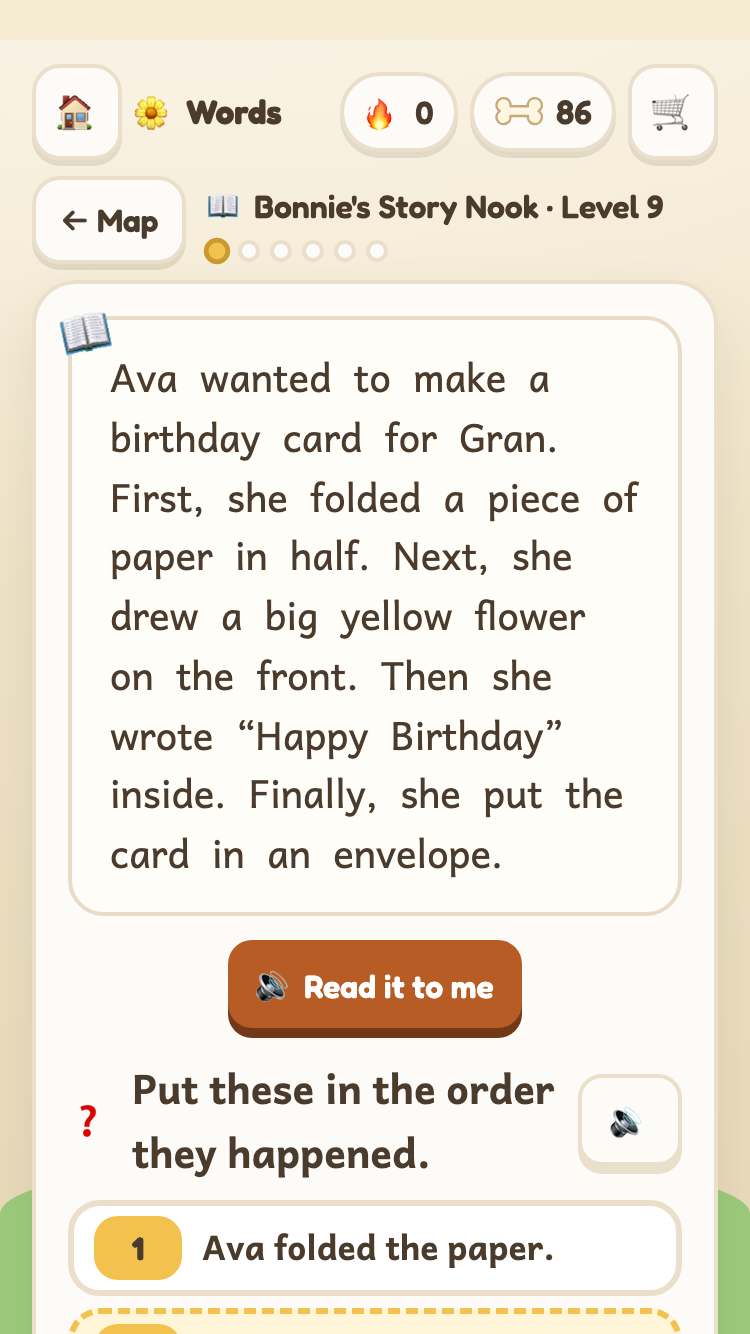 Words
0
86
← Map
Bonnie's Story Nook · Level 9
Ava wanted to make a
birthday card for Gran.
First, she folded a piece of
paper in half. Next, she
drew a big yellow flower
on the front. Then she
wrote “Happy Birthday”
inside. Finally, she put the
card in an envelope.
Read it to me
? Put these in the order
they happened.
1 Ava folded the paper.